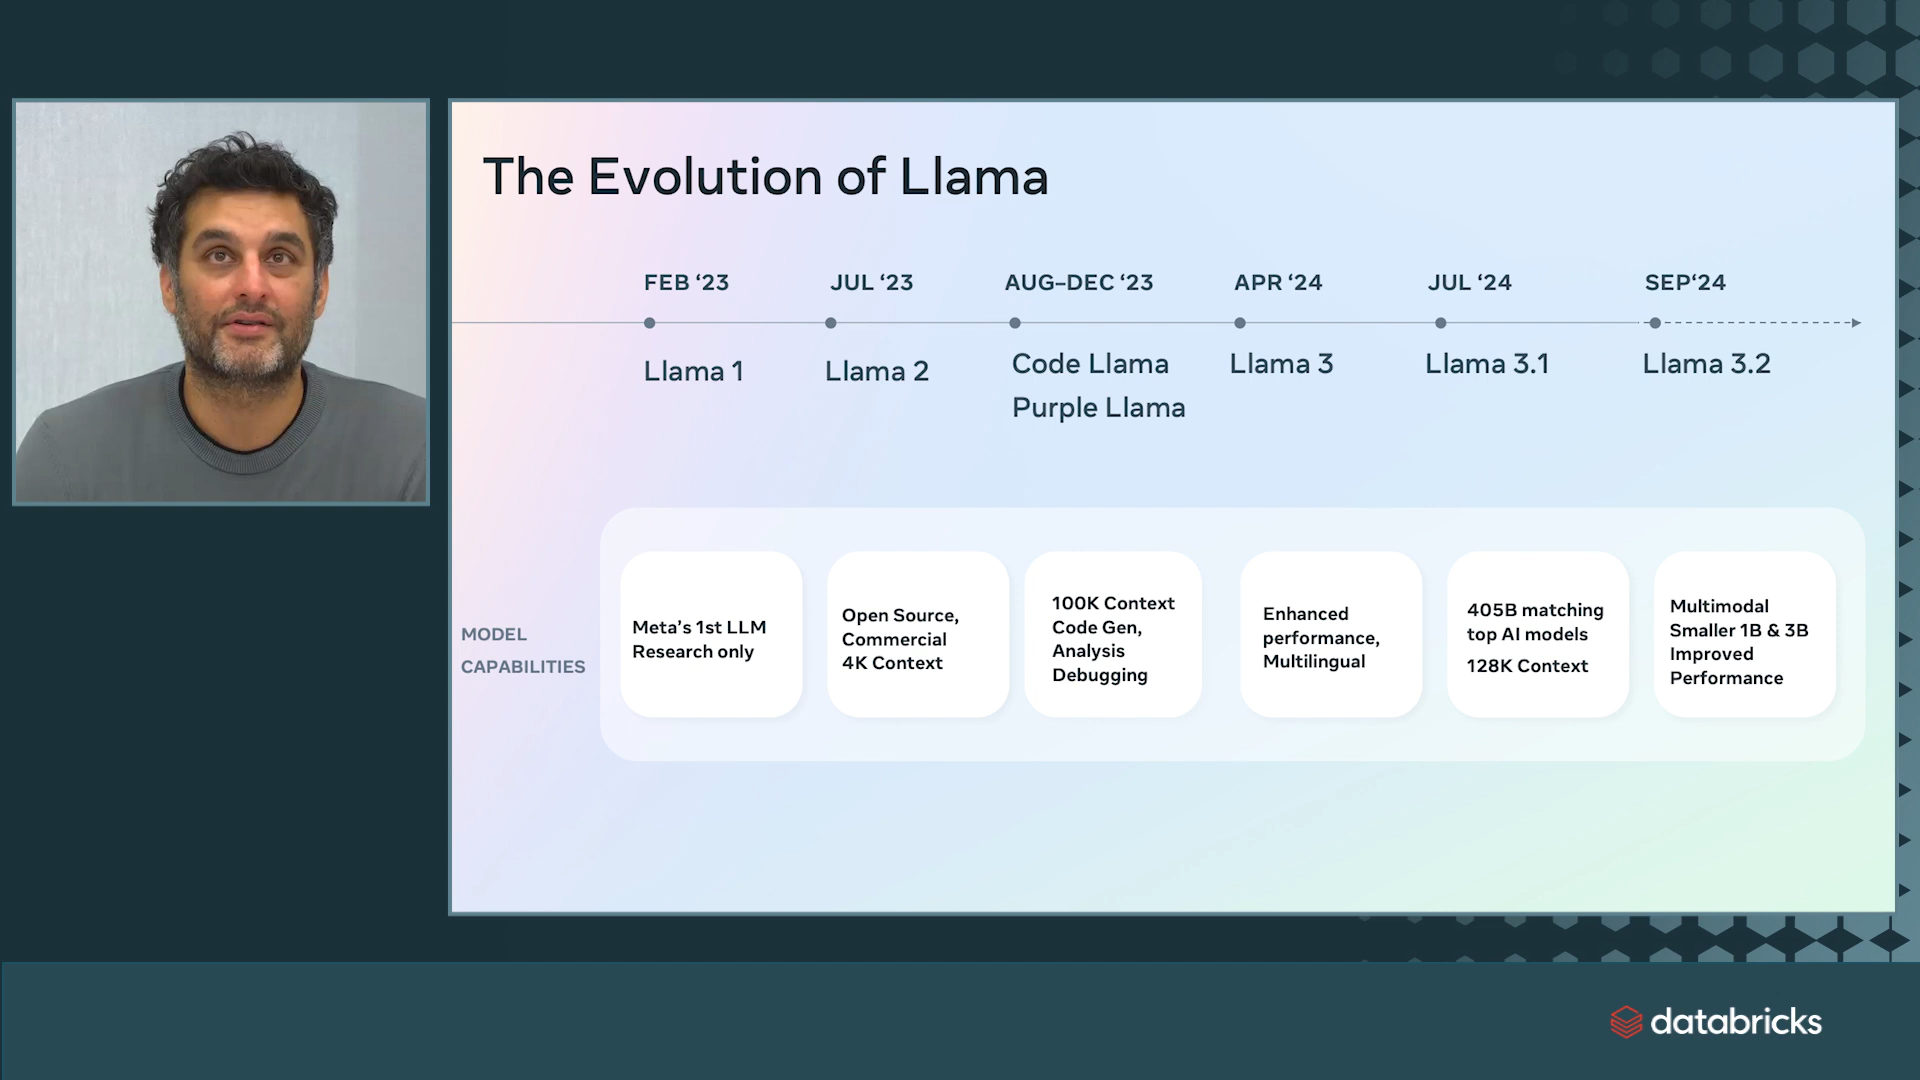 The Evolution of Llama
FEB ‘23
JUL ‘23
AUG–DEC ‘23
APR ‘24
JUL ‘24
SEP‘24
Llama 1
Llama 2
Code Llama
Purple Llama
Llama 3
Llama 3.1
Llama 3.2
MODEL
CAPABILITIES
Meta’s 1st LLM
Research only
Open Source,
Commercial
4K Context
100K Context
Code Gen,
Analysis
Debugging
Enhanced
performance,
Multilingual
405B matching
top AI models
128K Context
Multimodal
Smaller 1B & 3B
Improved
Performance
databricks